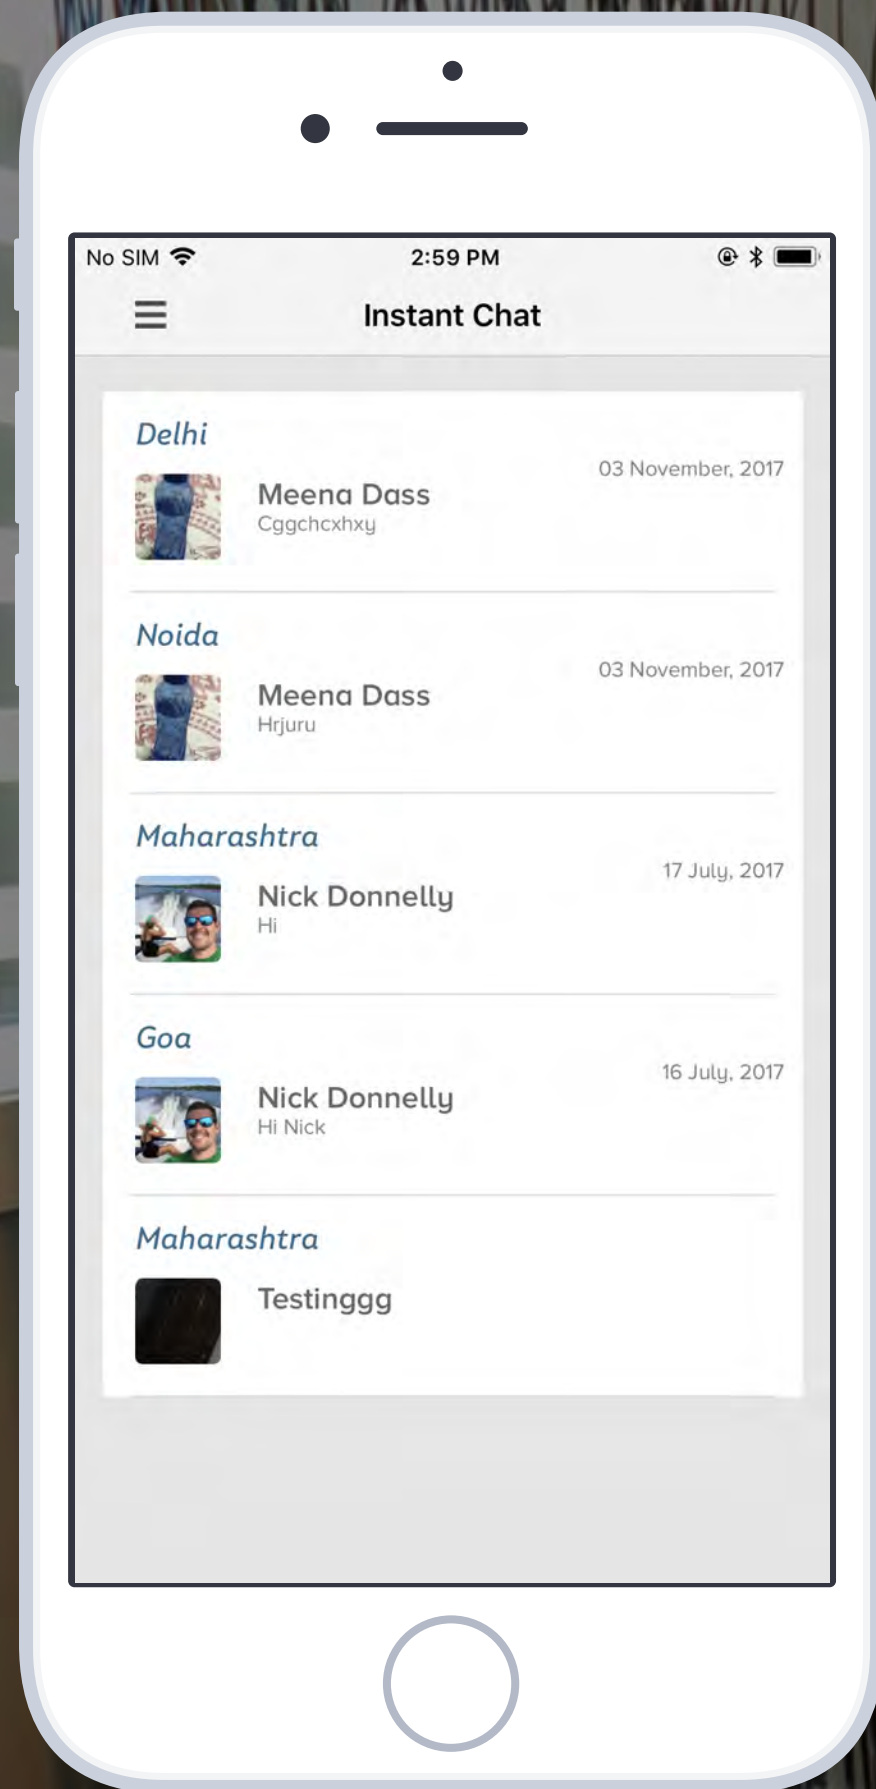 No SIM
2:59 PM
Instant Chat
Delhi
03 November, 2017
Meena Dass
Cggchcxhxy
Noida
03 November, 2017
Meena Dass
Hrjuru
Maharashtra
17 July, 2017
Nick Donnelly
Hi
Goa
16 July, 2017
Nick Donnelly
Hi Nick
Maharashtra
Testinggg